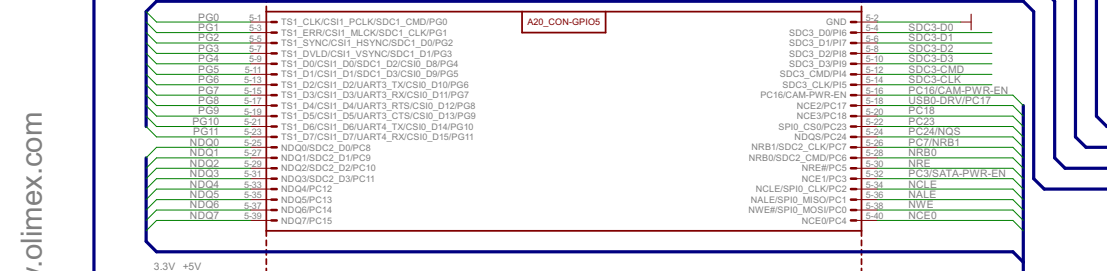 A20_CON-GPIO5
PG0 5-1 TS1_CLK/CSI1_PCLK/SDC1_CMD/PG0
PG1 5-3 TS1_ERR/CSI1_MLCK/SDC1_CLK/PG1
PG2 5-5 TS1_SYNC/CSI1_HSYNC/SDC1_D0/PG2
PG3 5-7 TS1_DVLD/CSI1_VSYNC/SDC1_D1/PG3
PG4 5-9 TS1_D0/CSI1_D0/SDC1_D2/CSI0_D8/PG4
PG5 5-11 TS1_D1/CSI1_D1/SDC1_D3/CSI0_D9/PG5
PG6 5-13 TS1_D2/CSI1_D2/UART3_TX/CSI0_D10/PG6
PG7 5-15 TS1_D3/CSI1_D3/UART3_RX/CSI0_D11/PG7
PG8 5-17 TS1_D4/CSI1_D4/UART3_RTS/CSI0_D12/PG8
PG9 5-19 TS1_D5/CSI1_D5/UART3_CTS/CSI0_D13/PG9
PG10 5-21 TS1_D6/CSI1_D6/UART4_TX/CSI0_D14/PG10
PG11 5-23 TS1_D7/CSI1_D7/UART4_RX/CSI0_D15/PG11
NDQ0 5-25 NDQ0/SDC2_D0/PC8
NDQ1 5-27 NDQ1/SDC2_D1/PC9
NDQ2 5-29 NDQ2/SDC2_D2/PC10
NDQ3 5-31 NDQ3/SDC2_D3/PC11
NDQ4 5-33 NDQ4/PC12
NDQ5 5-35 NDQ5/PC13
NDQ6 5-37 NDQ6/PC14
NDQ7 5-39 NDQ7/PC15
GND 5-2
SDC3_D0/PI6 5-4 SDC3-D0
SDC3_D1/PI7 5-6 SDC3-D1
SDC3_D2/PI8 5-8 SDC3-D2
SDC3_D3/PI9 5-10 SDC3-D3
SDC3_CMD/PI4 5-12 SDC3-CMD
SDC3_CLK/PI5 5-14 SDC3-CLK
PC16/CAM-PWR-EN 5-16 PC16/CAM-PWR-EN
NCE2/PC17 5-18 USB0-DRV/PC17
NCE3/PC18 5-20 PC18
SPI0_CS0/PC23 5-22 PC23
NDQS/PC24 5-24 PC24/NQS
NRB1/SDC2_CLK/PC7 5-26 PC7/NRB1
NRB0/SDC2_CMD/PC6 5-28 NRB0
NRE#/PC5 5-30 NRE
NCE1/PC3 5-32 PC3/SATA-PWR-EN
NCLE/SPI0_CLK/PC2 5-34 NCLE
NALE/SPI0_MISO/PC1 5-36 NALE
NWE#/SPI0_MOSI/PC0 5-38 NWE
NCE0/PC4 5-40 NCE0
3.3V +5V
.olimex.com